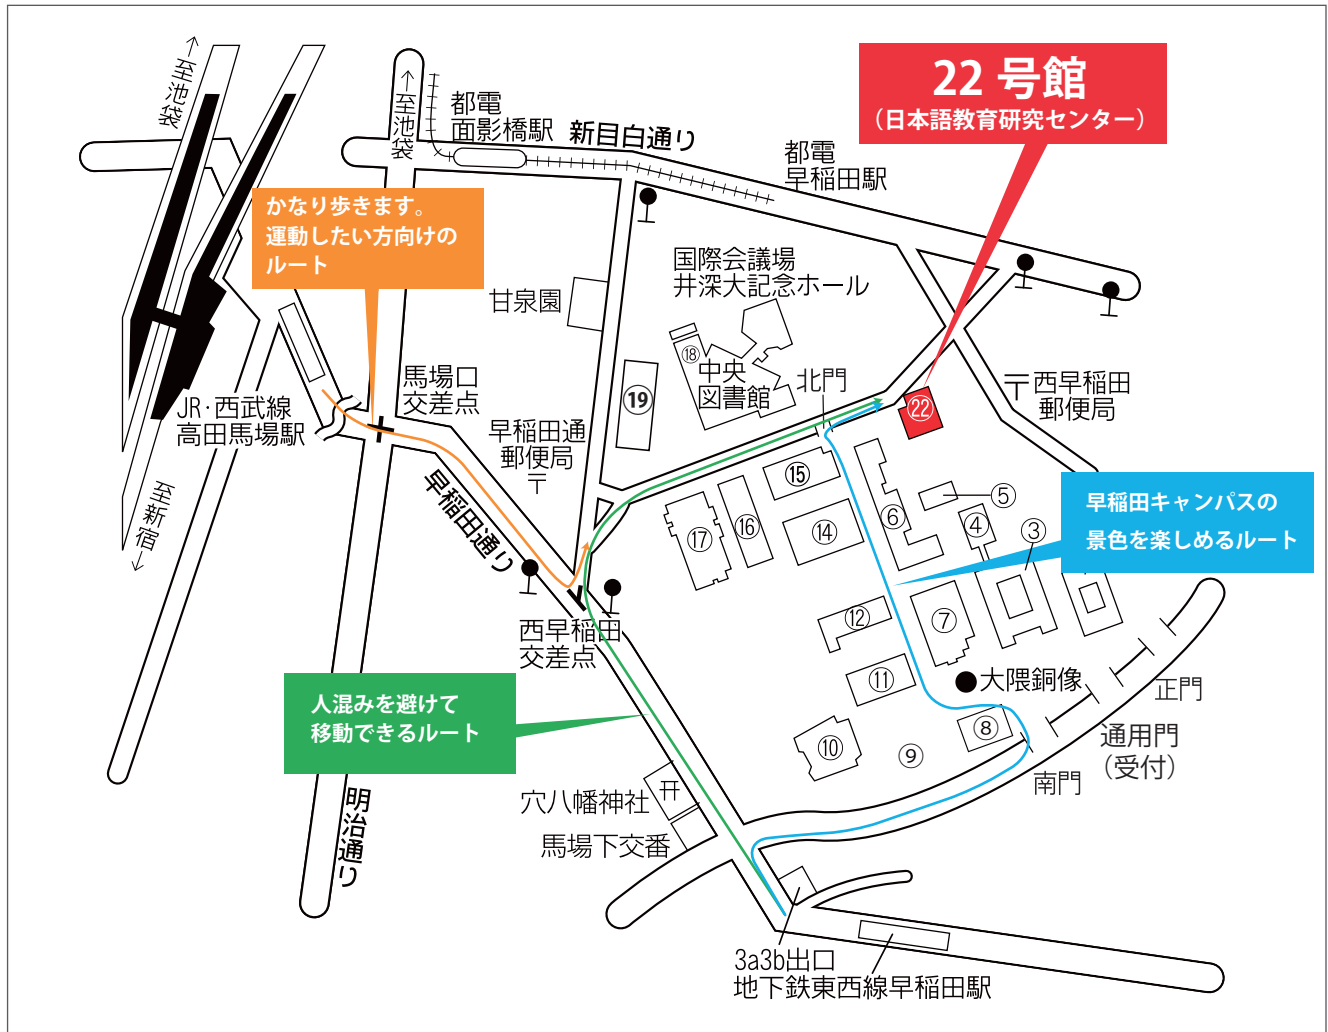 22 号館
（日本語教育研究センター）
↑至池袋
↑至池袋
都電
面影橋駅
新目白通り
都電
早稲田駅
かなり歩きます。
運動したい方向けの
ルート
国際会議場
井深大記念ホール
甘泉園
⑱
中央
図書館
北門
⑲
㉒
〒西早稲田
郵便局
馬場口
交差点
JR・西武線
高田馬場駅
早稲田通
郵便局
〒
至新宿↓
早稲田通り
⑮
⑯
⑰
⑭
⑥
⑤
④
③
早稲田キャンパスの
景色を楽しめるルート
⑫
⑦
⑪
大隈銅像
正門
西早稲田
交差点
人混みを避けて
移動できるルート
⑩
⑨
⑧
通用門
（受付）
南門
穴八幡神社
馬場下交番
明治通り
3a3b出口
地下鉄東西線早稲田駅